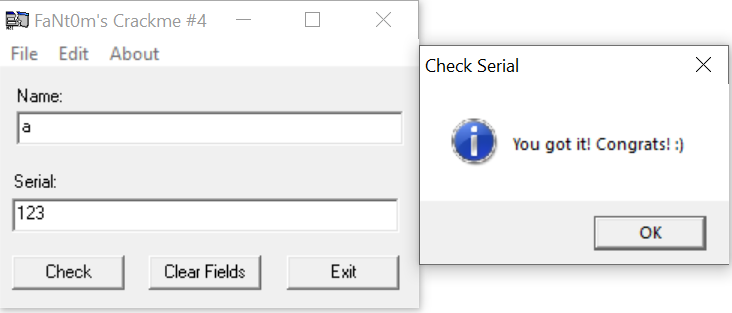 FaNt0m's Crackme #4
File Edit About
Name:
a
Serial:
123
Check Clear Fields Exit
Check Serial
You got it! Congrats! :)
OK